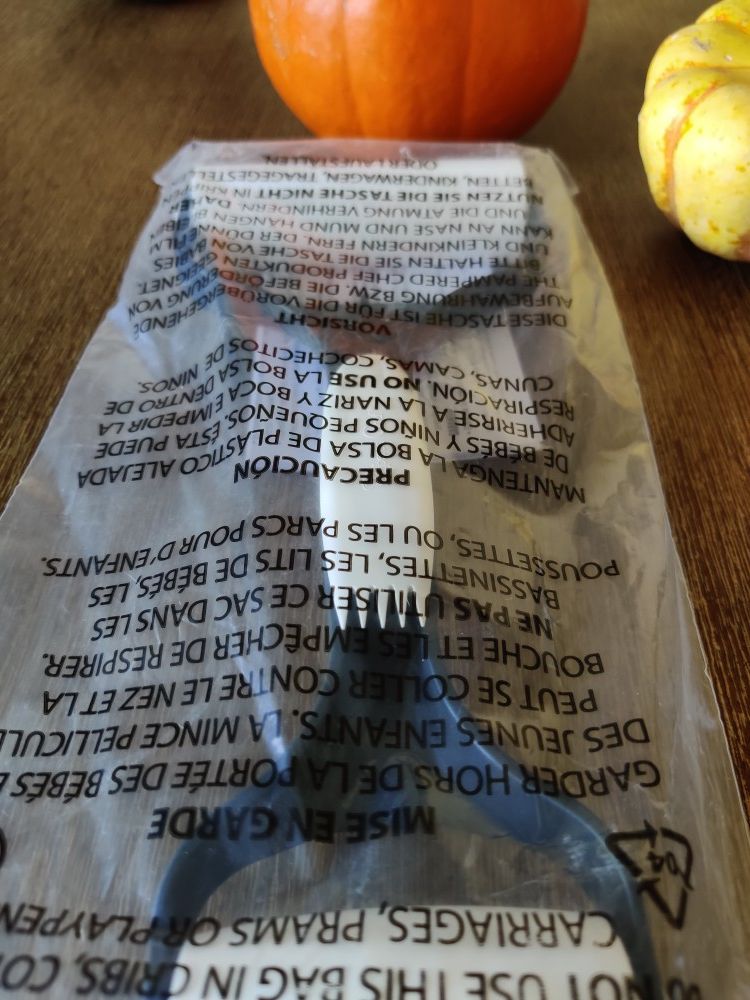 NOT USE THIS BAG IN CRIBS,
CARRIAGES, PRAMS OR PLAYPEN
04
MISE EN GARDE
GARDER HORS DE LA PORTÉE DES BÉBÉS
DES JEUNES ENFANTS. LA MINCE PELLICUL
PEUT SE COLLER CONTRE LE NEZ ET LA
BOUCHE ET LES EMPÊCHER DE RESPIRER.
NE PAS UTILISER CE SAC DANS LES
BASSINETTES, LES LITS DE BÉBÉS, LES
POUSSETTES, OU LES PARCS POUR D'ENFANTS.
PRECAUCIÓN
MANTENGA LA BOLSA DE PLÁSTICO ALEJADA
DE BÉBÉS Y NIÑOS PEQUEÑOS. ÉSTA PUEDE
ADHERIRSE A LA NARIZ Y BOCA E IMPEDIR LA
RESPIRACIÓN. NO USE LA BOLSA DENTRO DE
CUNAS, CAMAS, COCHECITOS DE NIÑOS.
VORSICHT
DIESE TASCHE IST FÜR DIE VORÜBERGEHENDE
AUFBEWAHRUNG BZW. DIE BEFÖRDERUNG VON
THE PAMPERED CHEF PRODUKTEN GEEIGNET.
BITTE HALTEN SIE DIE TASCHE VON BABIES
UND KLEINKINDERN FERN. DER DÜNNE FILM
KANN AN NASE UND MUND HÄNGEN BLEIBEN
UND DIE ATMUNG VERHINDERN. DAHER
NUTZEN SIE DIE TASCHE NICHT IN KRIPPEN,
BETTEN, KINDERWAGEN, TRAGEGESTELL
ODER LAUFSTÄLLEN.